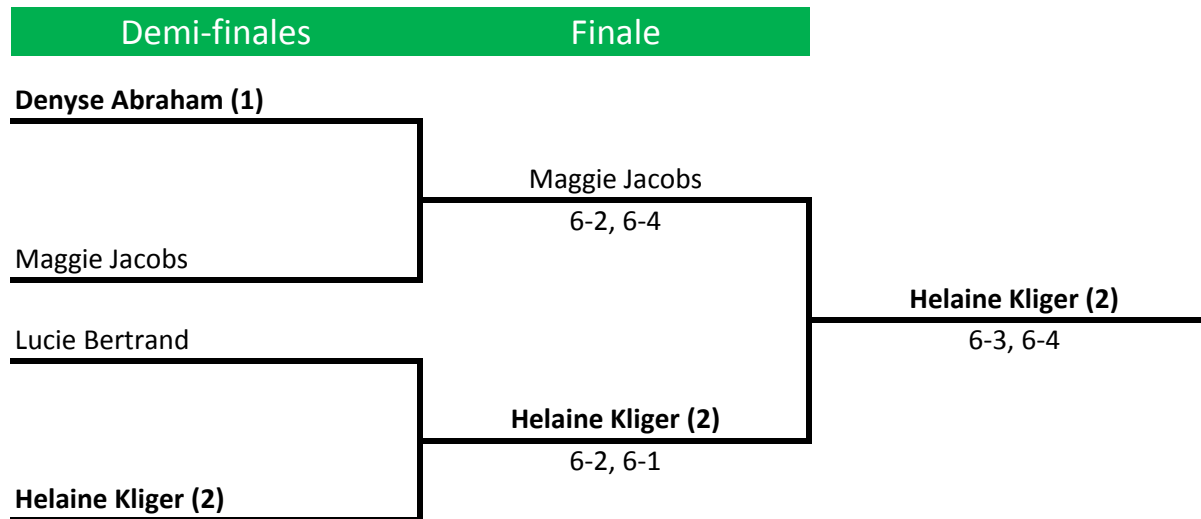 Demi-finales Finale
Denyse Abraham (1)
Maggie Jacobs
6-2, 6-4
Maggie Jacobs
Helaine Kliger (2)
6-3, 6-4
Lucie Bertrand
Helaine Kliger (2)
6-2, 6-1
Helaine Kliger (2)